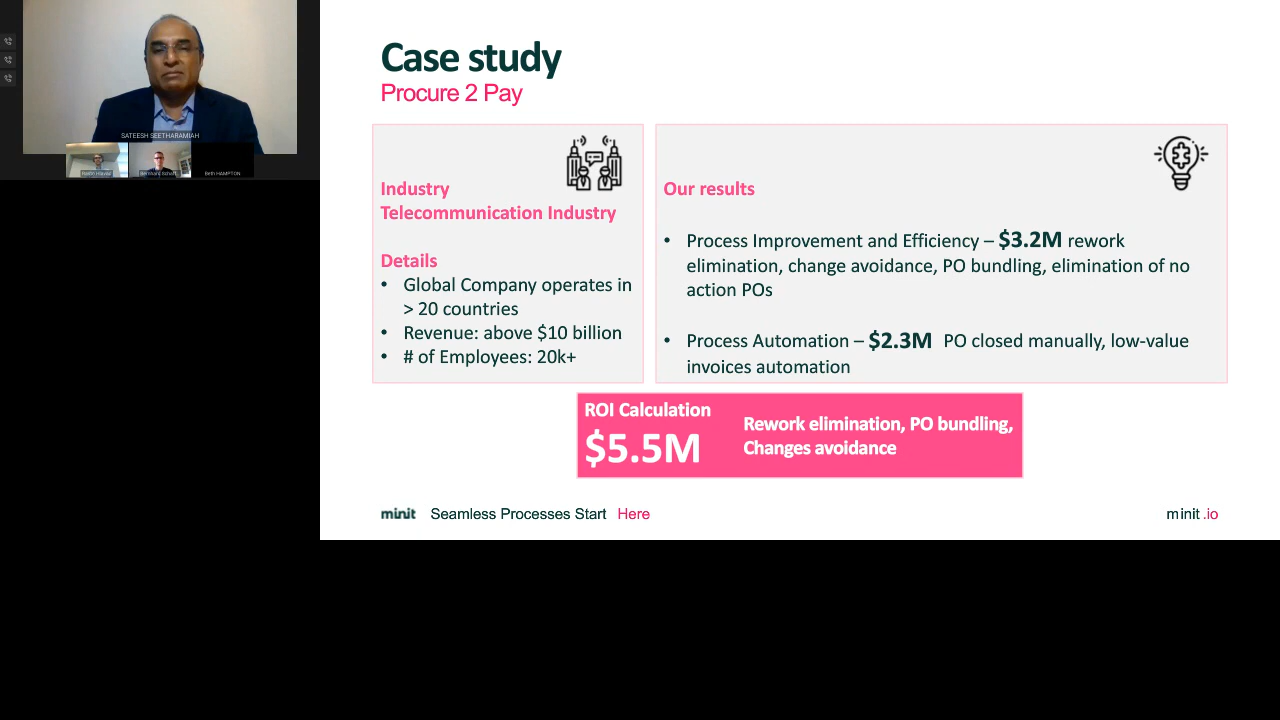 SATEESH SEETHARAMIAH
Beth HAMPTON
Case study
Procure 2 Pay
Industry
Telecommunication Industry
Details
• Global Company operates in
> 20 countries
• Revenue: above $10 billion
• # of Employees: 20k+
Our results
• Process Improvement and Efficiency – $3.2M rework
elimination, change avoidance, PO bundling, elimination of no
action POs
• Process Automation – $2.3M PO closed manually, low-value
invoices automation
ROI Calculation
$5.5M
Rework elimination, PO bundling,
Changes avoidance
minit Seamless Processes Start Here
minit.io